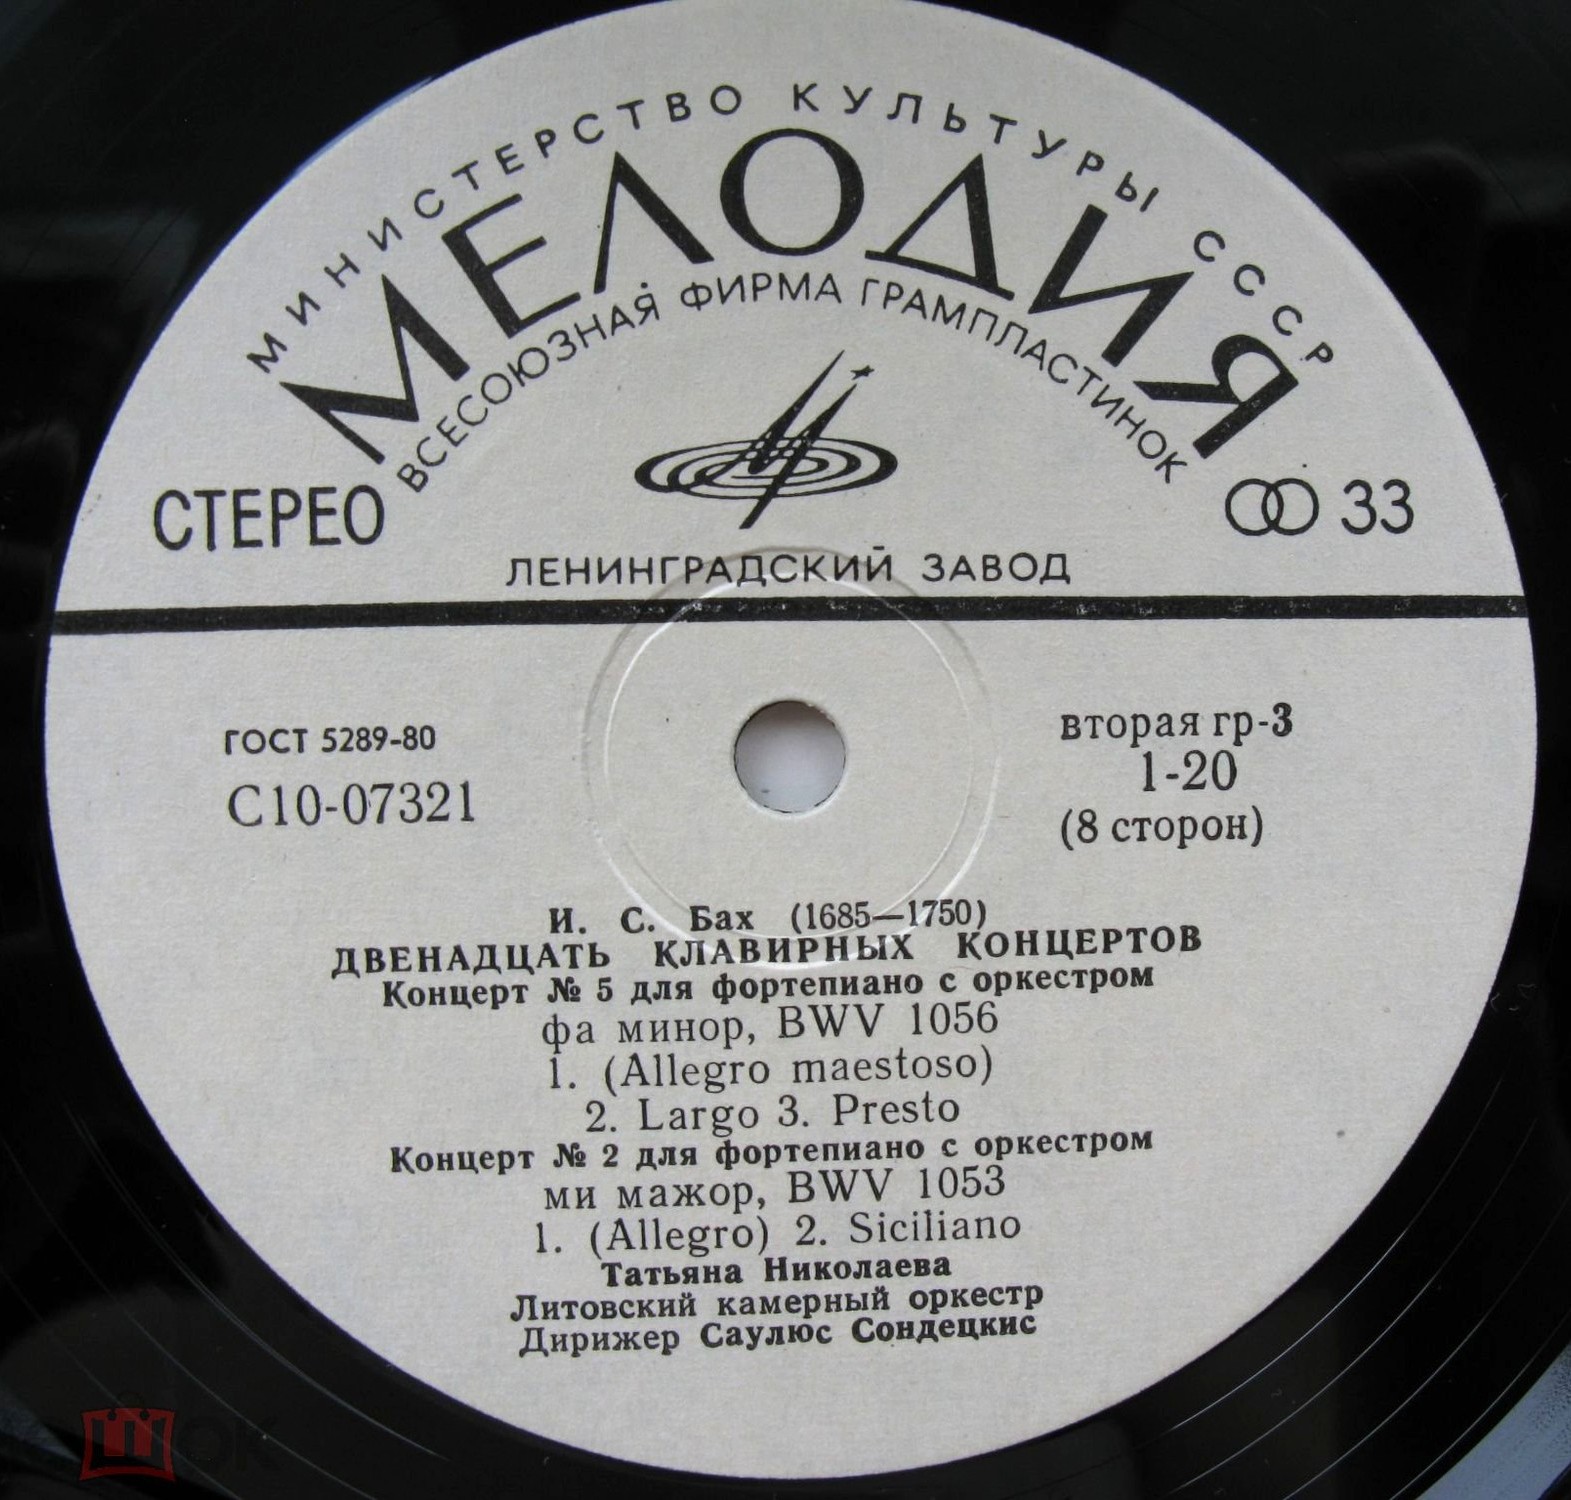 МИНИСТЕРСТВО КУЛЬТУРЫ СССР
МЕЛОДИЯ
ВСЕСОЮЗНАЯ ФИРМА ГРАМПЛАСТИНОК
СТЕРЕО
33
ЛЕНИНГРАДСКИЙ ЗАВОД
ГОСТ 5289-80
С10-07321
вторая гр-3
1-20
(8 сторон)
И. С. Бах (1685—1750)
ДВЕНАДЦАТЬ КЛАВИРНЫХ КОНЦЕРТОВ
Концерт № 5 для фортепиано с оркестром
фа минор, BWV 1056
1. (Allegro maestoso)
2. Largo 3. Presto
Концерт № 2 для фортепиано с оркестром
ми мажор, BWV 1053
1. (Allegro) 2. Siciliano
Татьяна Николаева
Литовский камерный оркестр
Дирижер Саулюс Сондецкис